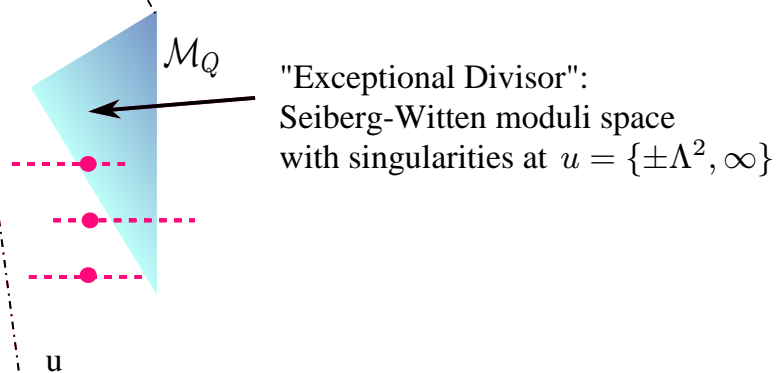 $\mathcal{M}_Q$
"Exceptional Divisor":
Seiberg-Witten moduli space
with singularities at $u = \{\pm\Lambda^2, \infty\}$
u